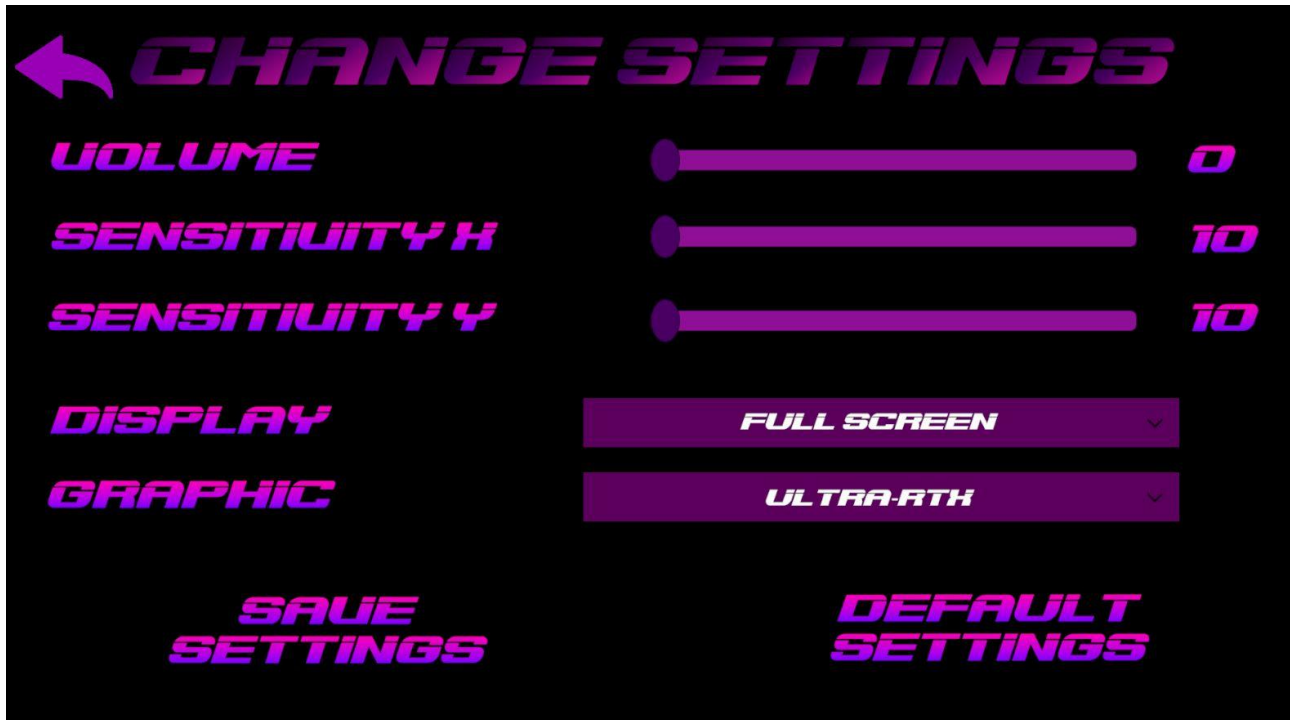 CHANGE SETTINGS
VOLUME
0
SENSITIVITY X
10
SENSITIVITY Y
10
DISPLAY
FULL SCREEN
GRAPHIC
ULTRA-RTX
SAVE
SETTINGS
DEFAULT
SETTINGS